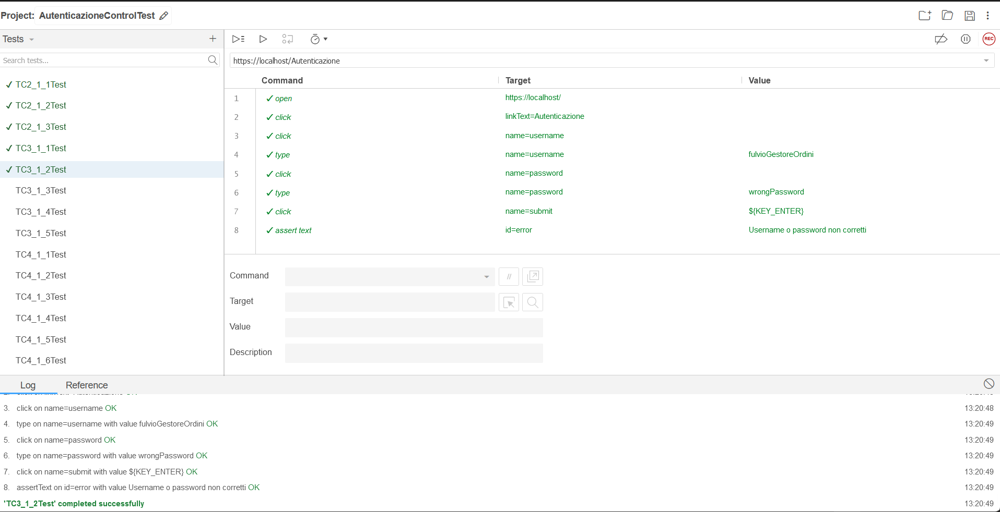 Project: AutenticazioneControlTest
Tests
Search tests...
TC2_1_1Test
TC2_1_2Test
TC2_1_3Test
TC3_1_1Test
TC3_1_2Test
TC3_1_3Test
TC3_1_4Test
TC3_1_5Test
TC4_1_1Test
TC4_1_2Test
TC4_1_3Test
TC4_1_4Test
TC4_1_5Test
TC4_1_6Test
REC
https://localhost/Autenticazione
Command Target Value
1 open https://localhost/
2 click linkText=Autenticazione
3 click name=username
4 type name=username fulvioGestoreOrdini
5 click name=password
6 type name=password wrongPassword
7 click name=submit ${KEY_ENTER}
8 assert text id=error Username o password non corretti
Command //
Target
Value
Description
Log Reference
3. click on name=username OK 13:20:48
4. type on name=username with value fulvioGestoreOrdini OK 13:20:49
5. click on name=password OK 13:20:49
6. type on name=password with value wrongPassword OK 13:20:49
7. click on name=submit with value ${KEY_ENTER} OK 13:20:49
8. assertText on id=error with value Username o password non corretti OK 13:20:49
'TC3_1_2Test' completed successfully 13:20:49